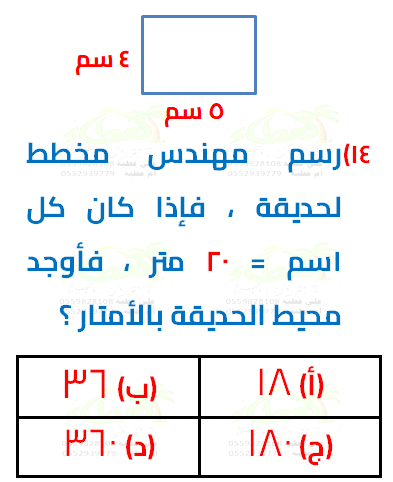 ٤ سم
٥ سم
١٤) رسم مهندس مخطط
لحديقة ، فإذا كان كل
١سم = ٢٠ متر ، فأوجد
محيط الحديقة بالأمتار ؟
(أ) ١٨ (ب) ٣٦
(ج) ١٨٠ (د) ٣٦٠